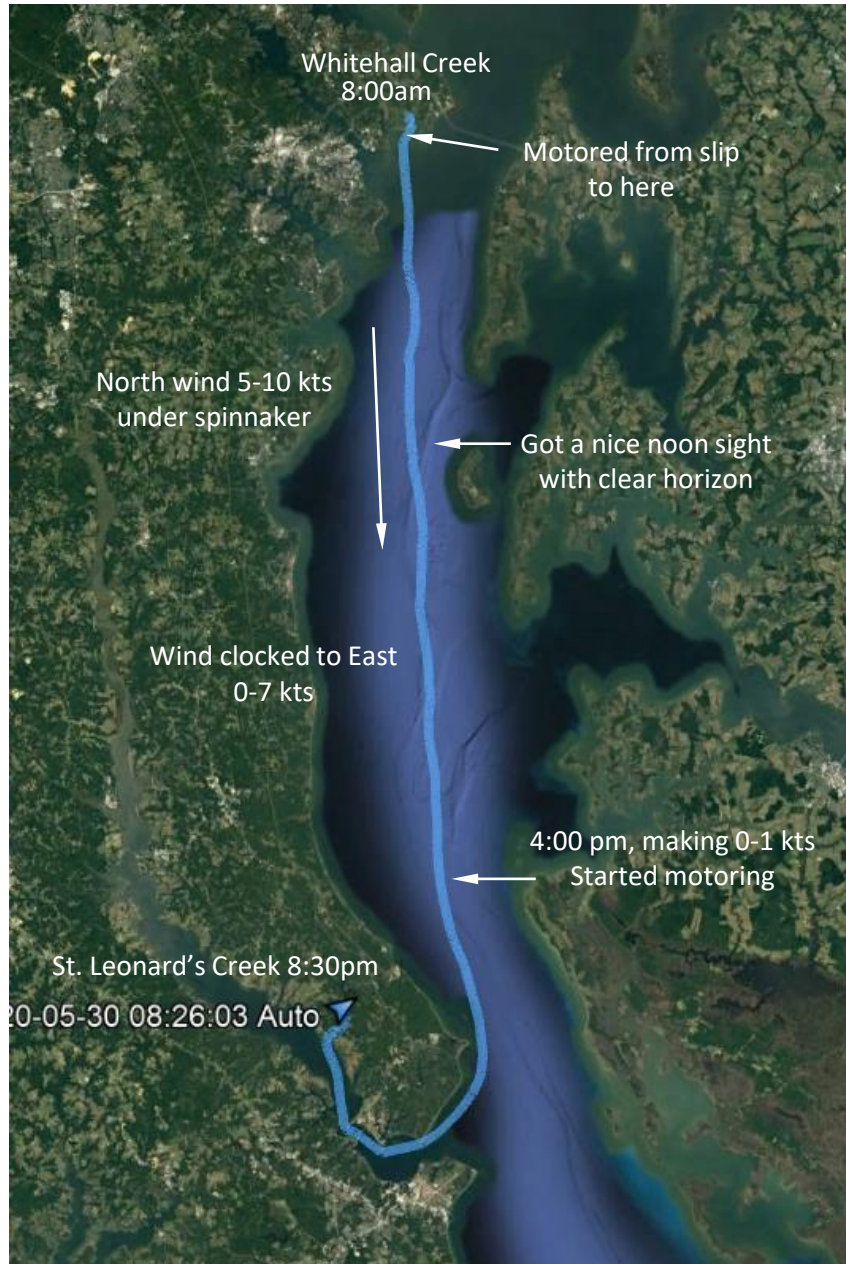 Whitehall Creek
8:00am
Motored from slip
to here
North wind 5-10 kts
under spinnaker
Got a nice noon sight
with clear horizon
Wind clocked to East
0-7 kts
4:00 pm, making 0-1 kts
Started motoring
St. Leonard’s Creek 8:30pm
20-05-30 08:26:03 Auto